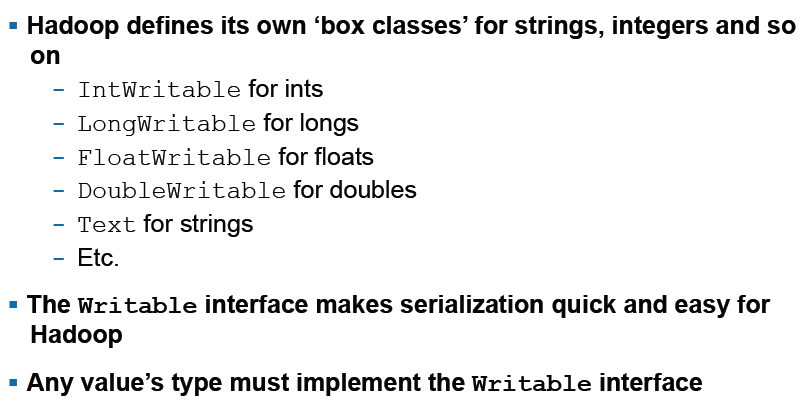 ▪ Hadoop defines its own ‘box classes’ for strings, integers and so
on
– IntWritable for ints
– LongWritable for longs
– FloatWritable for floats
– DoubleWritable for doubles
– Text for strings
– Etc.
▪ The Writable interface makes serialization quick and easy for
Hadoop
▪ Any value’s type must implement the Writable interface